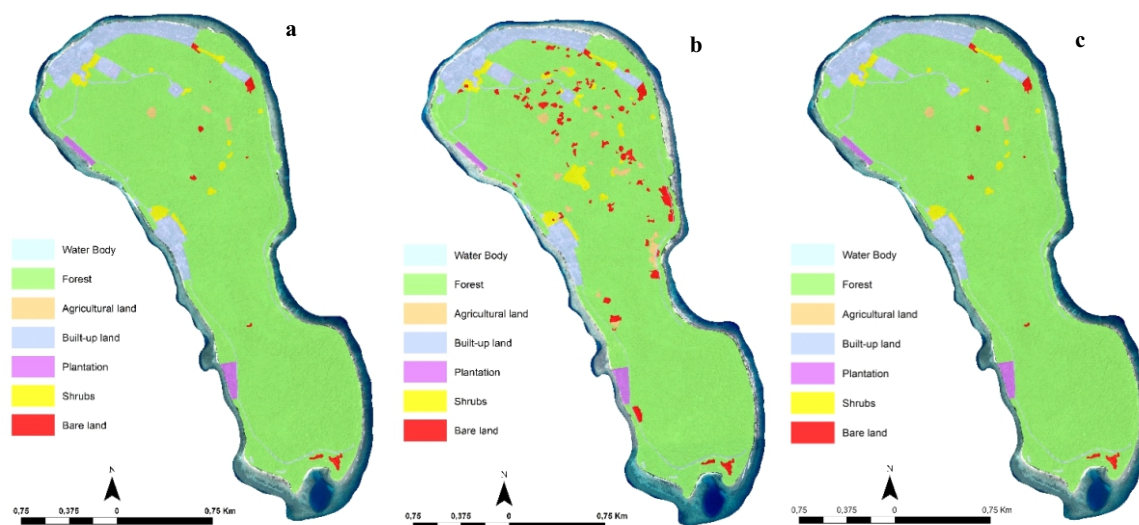 a
Water Body
Forest
Agricultural land
Built-up land
Plantation
Shrubs
Bare land
N
0,75 0,375 0 0,75 Km
b
Water Body
Forest
Agricultural land
Built-up land
Plantation
Shrubs
Bare land
N
0,75 0,375 0 0,75 Km
c
Water Body
Forest
Agricultural land
Built-up land
Plantation
Shrubs
Bare land
N
0,75 0,375 0 0,75 Km